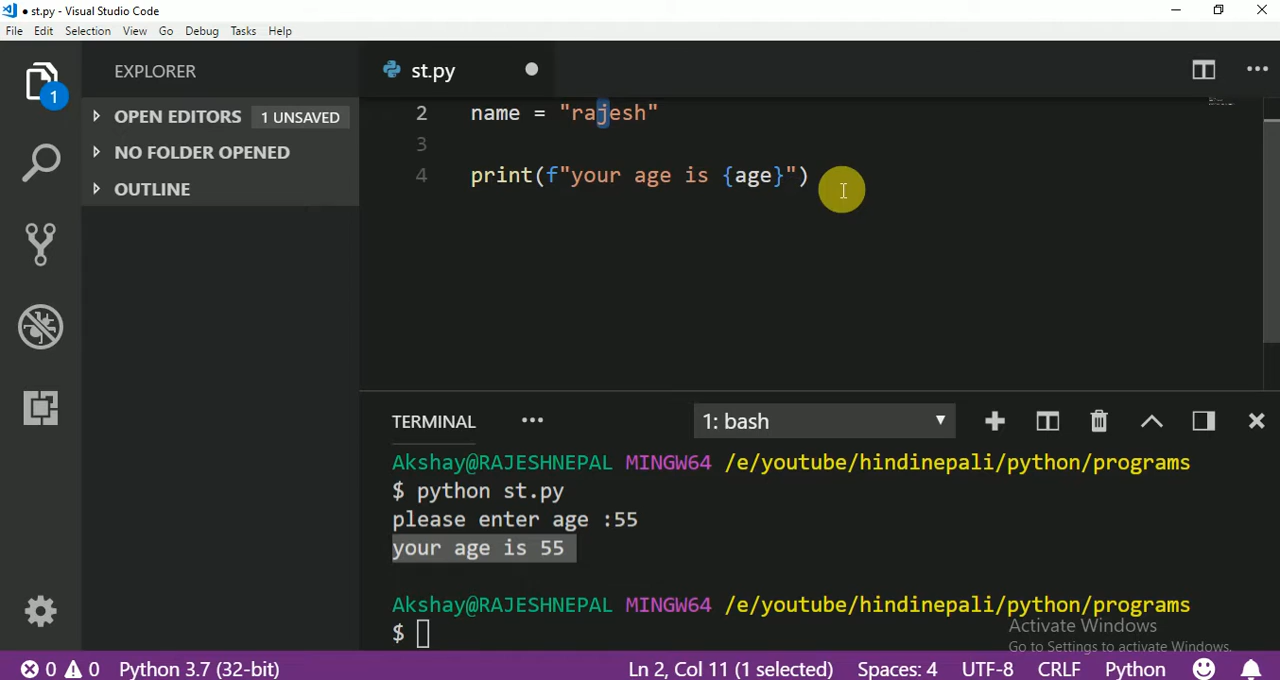 ● st.py - Visual Studio Code
File Edit Selection View Go Debug Tasks Help
EXPLORER
st.py
1
OPEN EDITORS 1 UNSAVED
NO FOLDER OPENED
OUTLINE
2 name = "rajesh"
3
4 print(f"your age is {age}")
TERMINAL
1: bash
Akshay@RAJESHNEPAL MINGW64 /e/youtube/hindinepali/python/programs
$ python st.py
please enter age :55
your age is 55
Akshay@RAJESHNEPAL MINGW64 /e/youtube/hindinepali/python/programs
$
Activate Windows
Go to Settings to activate Windows.
0 0 Python 3.7 (32-bit) Ln 2, Col 11 (1 selected) Spaces: 4 UTF-8 CRLF Python